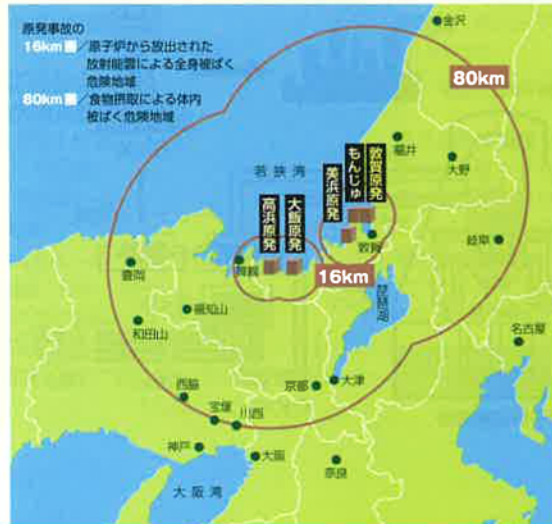 原発事故の
16km圏／原子炉から放出された
放射能雲による全身被ばく
危険地域
80km圏／食物摂取による体内
被ばく危険地域
金沢
80km
福井
大野
若狭湾
敦賀原発
もんじゅ
美浜原発
大飯原発
高浜原発
敦賀
岐阜
舞鶴
16km
豊岡
琵琶湖
福知山
和田山
名古屋
京都
大津
西脇
宝塚
川西
神戸
大阪
奈良
大阪湾